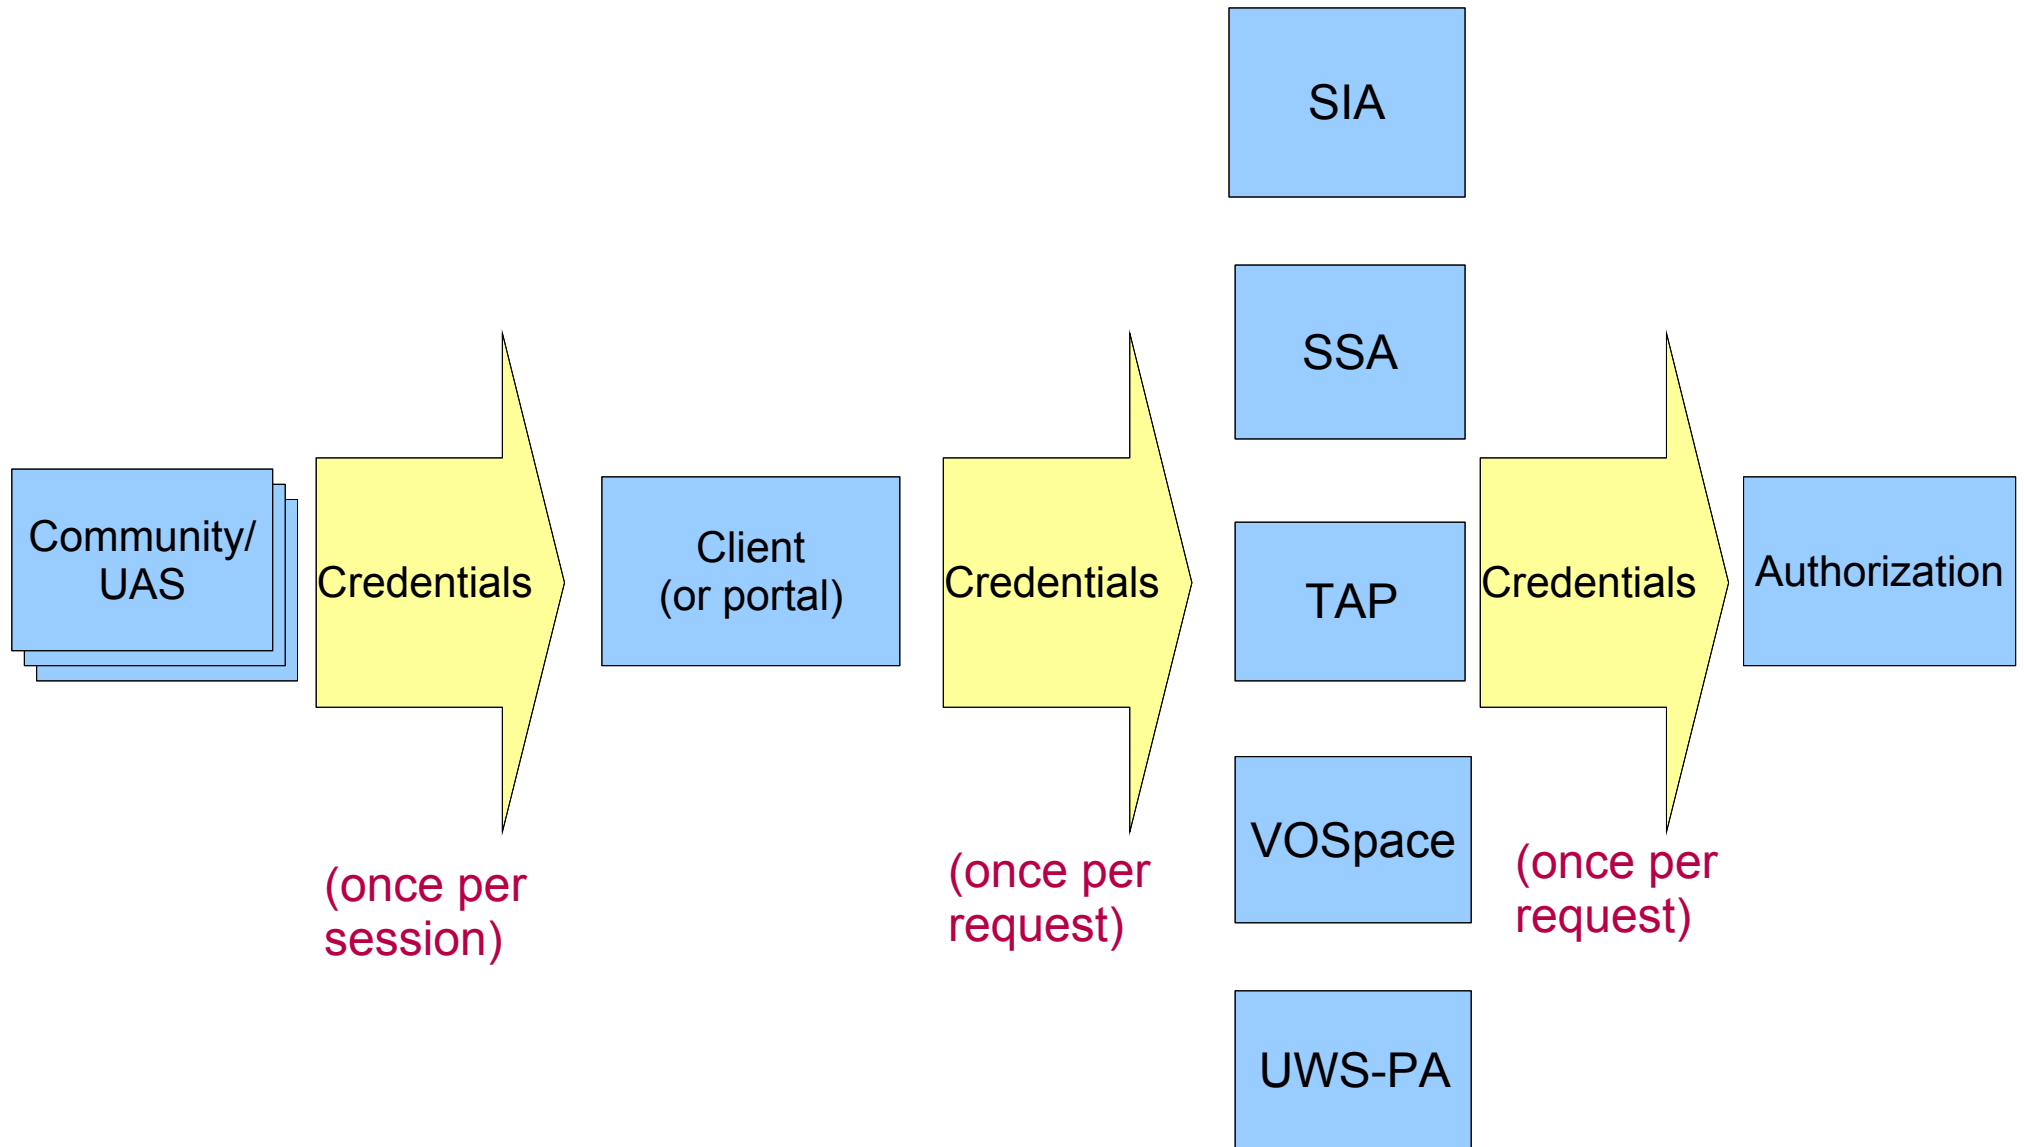 SIA
SSA
Community/
UAS
Credentials
Client
(or portal)
Credentials
TAP
Credentials
Authorization
VOSpace
(once per
session)
(once per
request)
(once per
request)
UWS-PA